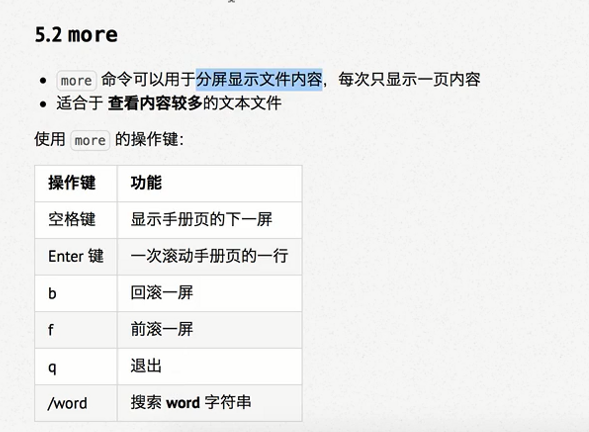 5.2 more
more 命令可以用于分屏显示文件内容，每次只显示一页内容
适合于 查看内容较多的文本文件
使用 more 的操作键：
操作键 功能
空格键 显示手册页的下一屏
Enter 键 一次滚动手册页的一行
b 回滚一屏
f 前滚一屏
q 退出
/word 搜索 word 字符串